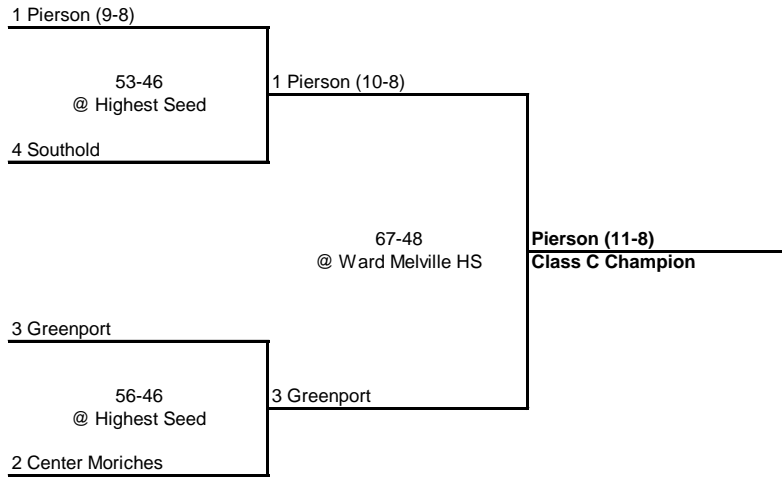 1 Pierson (9-8)
53-46
@ Highest Seed
1 Pierson (10-8)
4 Southold
67-48
@ Ward Melville HS
Pierson (11-8)
Class C Champion
3 Greenport
56-46
@ Highest Seed
3 Greenport
2 Center Moriches